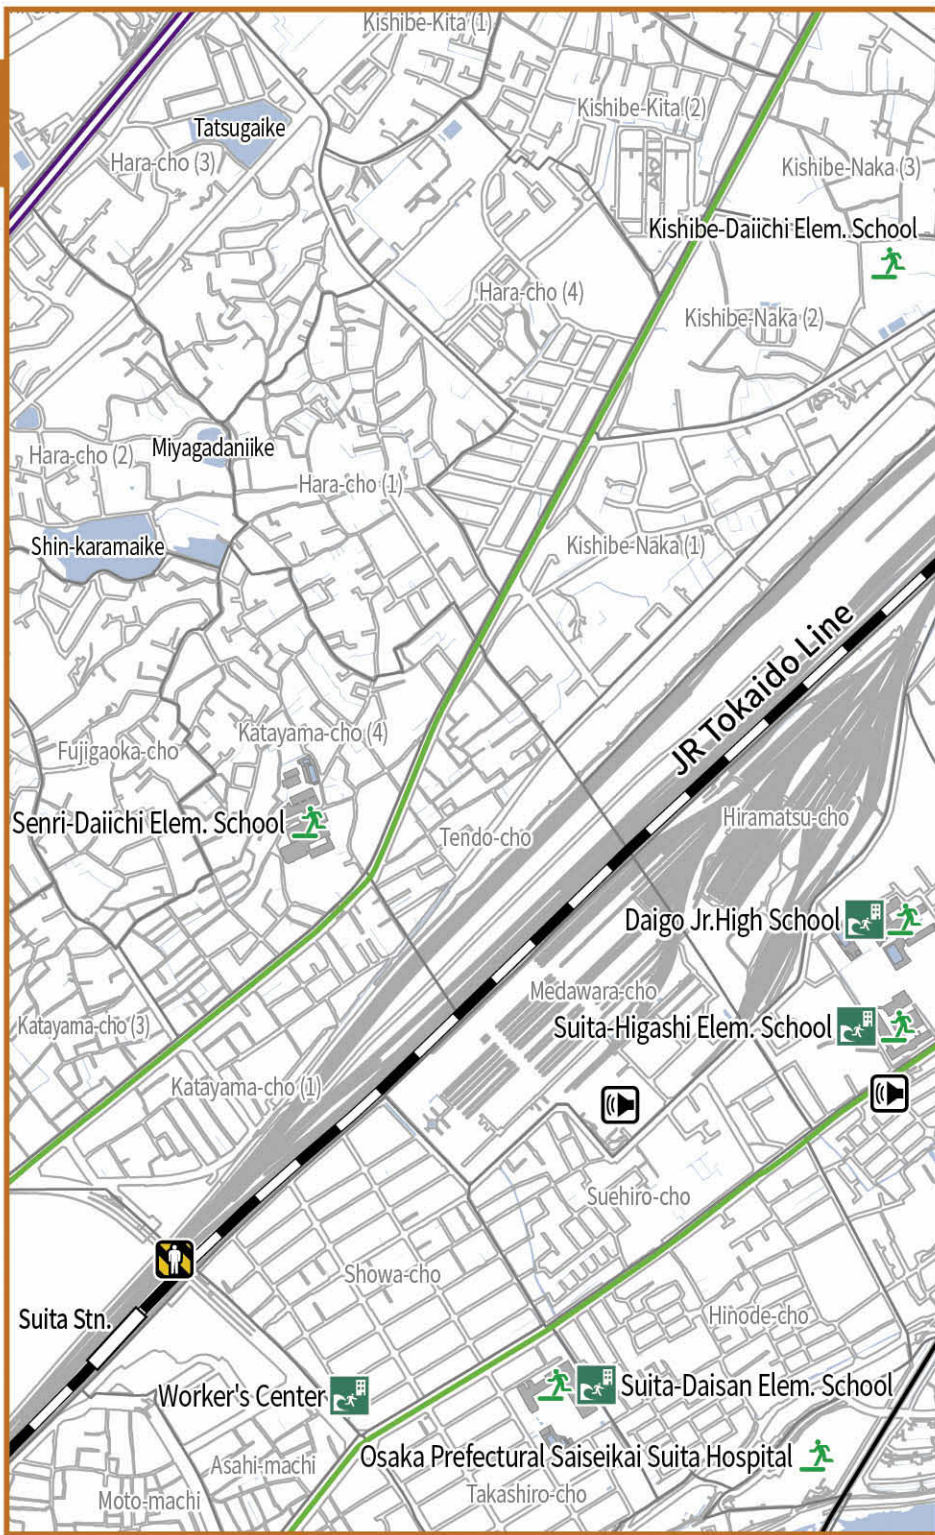 Kishibe-Kita (1)
Kishibe-Kita (2)
Tatsugaike
Hara-cho (3)
Kishibe-Naka (3)
Kishibe-Daiichi Elem. School
Hara-cho (4)
Kishibe-Naka (2)
Miyagadaniike
Hara-cho (2)
Hara-cho (1)
Shin-karamaike
Kishibe-Naka (1)
JR Tokaido Line
Katayama-cho (4)
Fujigaoka-cho
Senri-Daiichi Elem. School
Hiramatsu-cho
Tendo-cho
Daigo Jr.High School
Medawara-cho
Katayama-cho (3)
Suita-Higashi Elem. School
Katayama-cho (1)
Suehiro-cho
Showa-cho
Suita Stn.
Hinode-cho
Worker's Center
Suita-Daisan Elem. School
Osaka Prefectural Saiseikai Suita Hospital
Asahi-machi
Moto-machi
Takashiro-cho